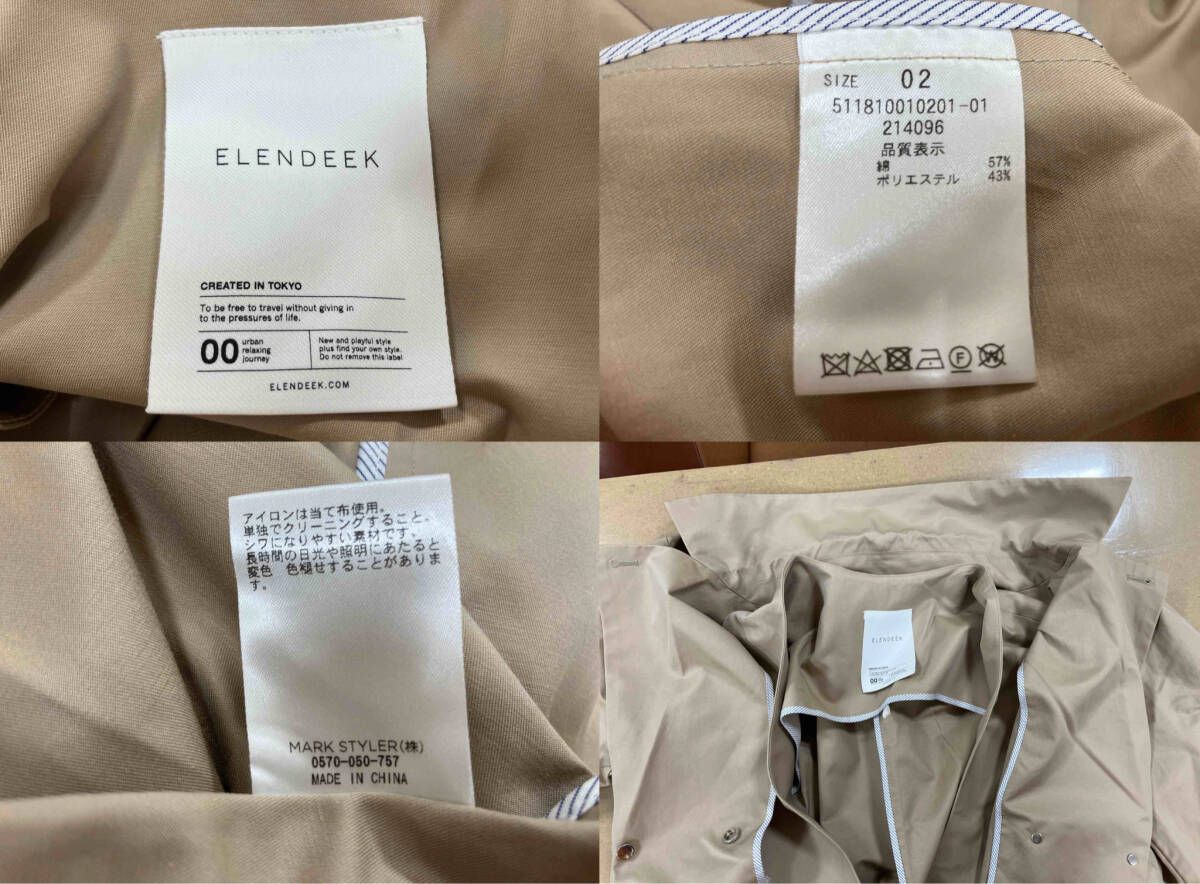 ELENDEEK
CREATED IN TOKYO
To be free to travel without giving in
to the pressures of life.
00
urban
relaxing
journey
New and playful style
plus find your own style.
Do not remove this label
ELENDEEK.COM
SIZE 02
511810010201-01
214096
品質表示
綿 57%
ポリエステル 43%
アイロンは当て布使用。
単独でクリーニングすること。
シワになりやすい素材です。
長時間の日光や照明にあたると
変色 色褪せすることがありま
す。
MARK STYLER(株)
0570-050-757
MADE IN CHINA
ELENDEEK
00